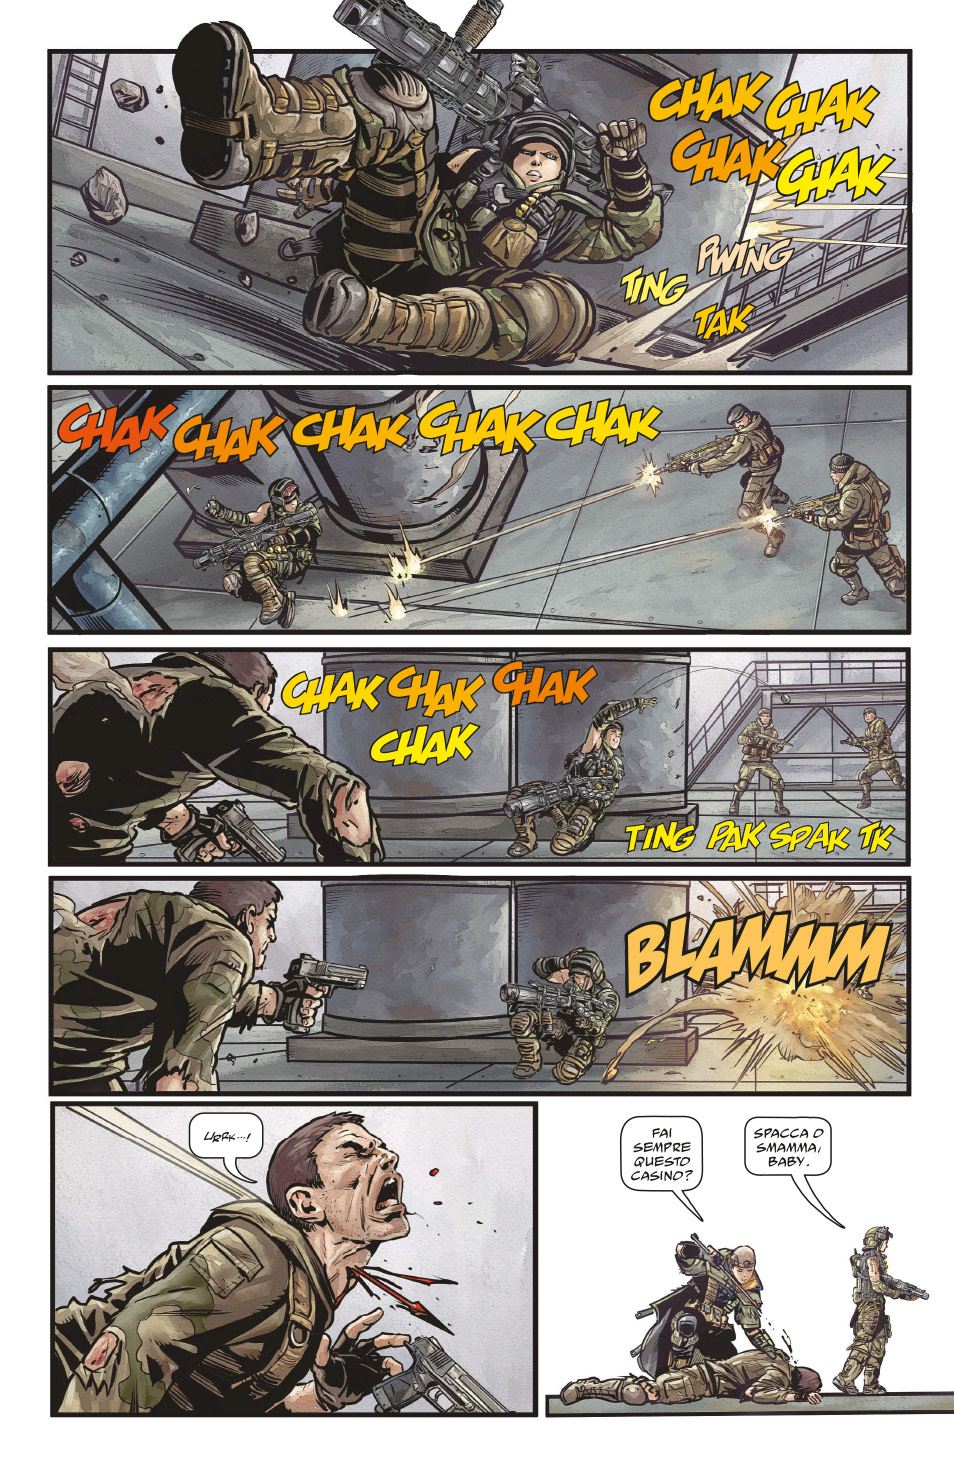 CHAK CHAK
CHAK CHAK
PWING
TING
TAK
CHAK CHAK CHAK CHAK CHAK
CHAK CHAK CHAK
CHAK
TING PAK SPAK TK
BLAMMM
URRK...!
FAI
SEMPRE
QUESTO
CASINO?
SPACCA O
SMAMMA,
BABY.